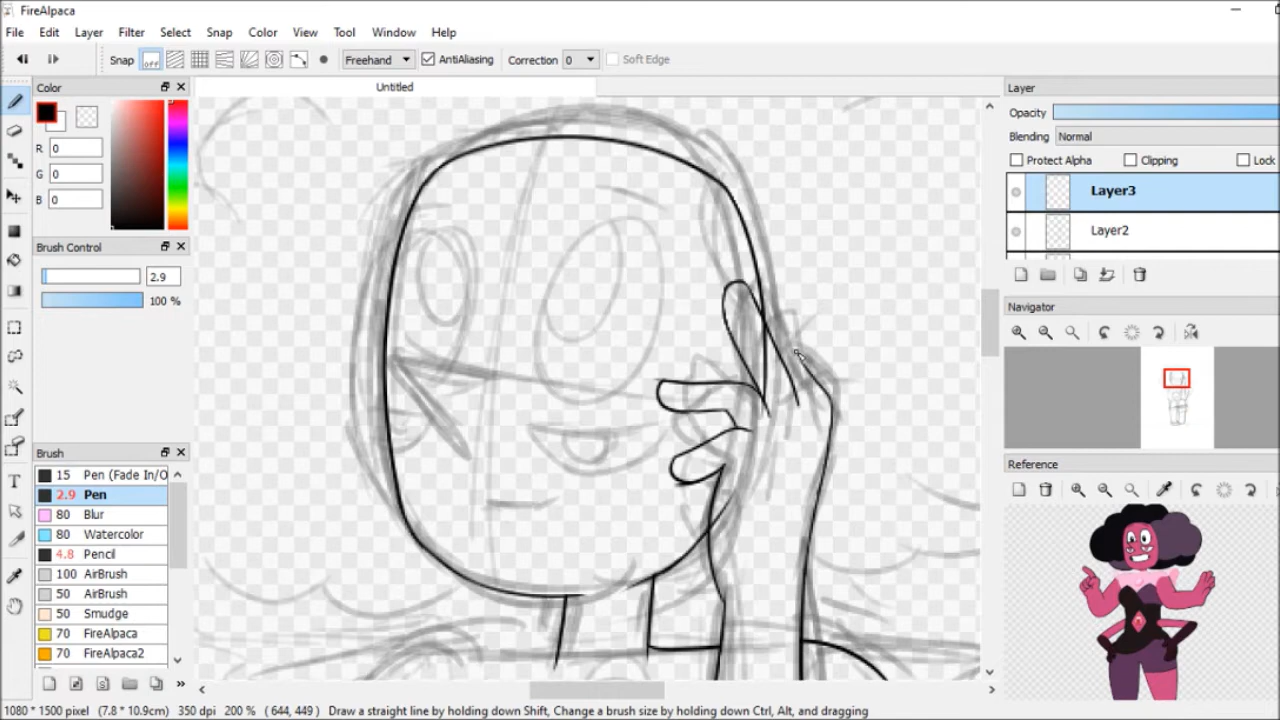 FireAlpaca
File Edit Layer Filter Select Snap Color View Tool Window Help
Snap off Freehand AntiAliasing Correction 0 Soft Edge
Untitled
Color
R 0
G 0
B 0
Brush Control
2.9
100 %
Brush
15 Pen (Fade In/O
2.9 Pen
80 Blur
80 Watercolor
4.8 Pencil
100 AirBrush
50 AirBrush
50 Smudge
70 FireAlpaca
70 FireAlpaca2
Layer
Opacity
Blending Normal
Protect Alpha Clipping Lock
Layer3
Layer2
Navigator
Reference
1080 * 1500 pixel (7.8 * 10.9cm) 350 dpi 200 % ( 644, 449 ) Draw a straight line by holding down Shift, Change a brush size by holding down Ctrl, Alt, and dragging